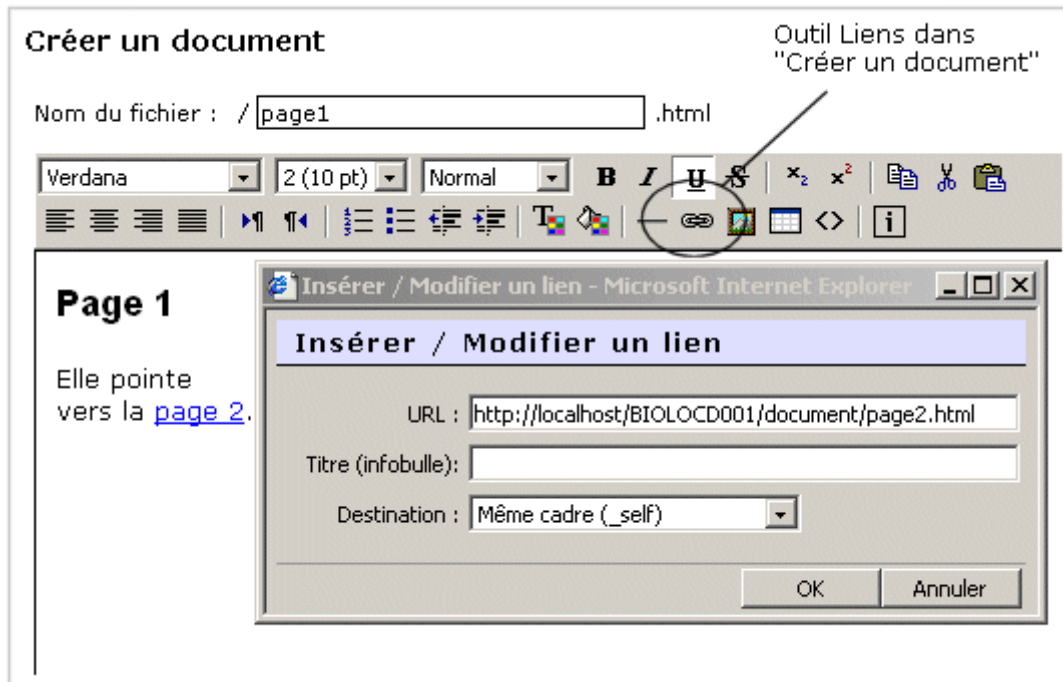 Créer un document
Outil Liens dans
"Créer un document"
Nom du fichier : / page1 .html
Verdana 2 (10 pt) Normal B I U S x₂ x²
Insérer / Modifier un lien - Microsoft Internet Explorer
Insérer / Modifier un lien
Page 1
Elle pointe
vers la page 2.
URL : http://localhost/BIOLOCD001/document/page2.html
Titre (infobulle):
Destination : Même cadre (_self)
OK Annuler